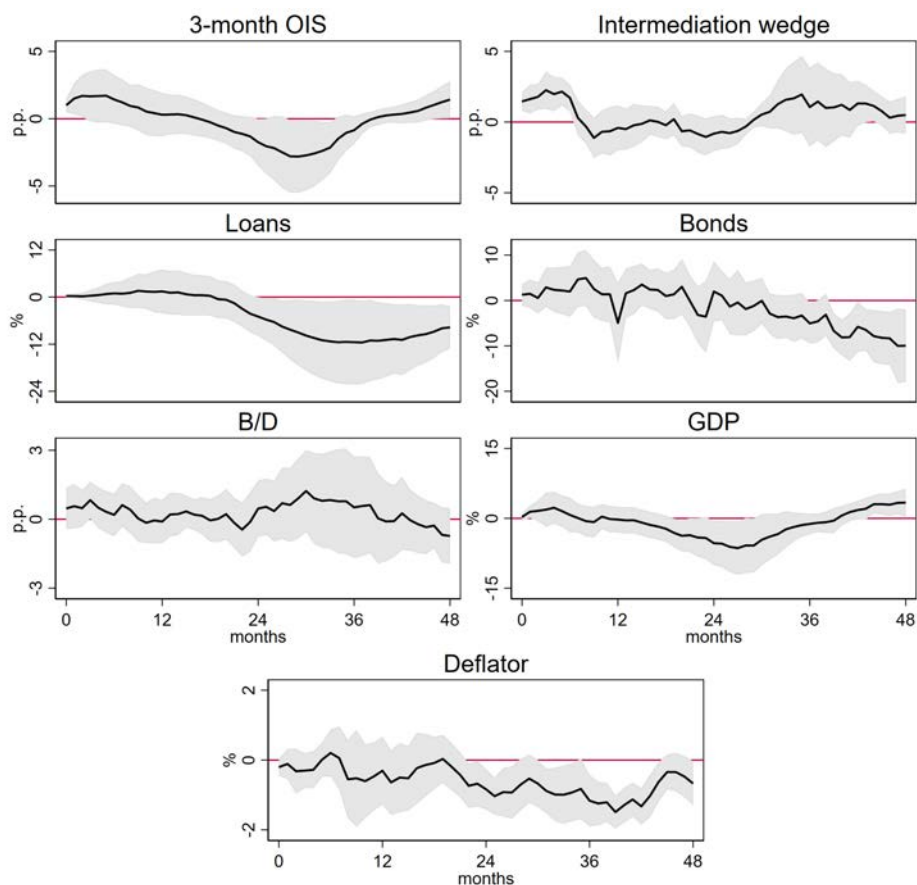 3-month OIS
5
0
-5
p.p.
Intermediation wedge
5
0
-5
p.p.
Loans
12
0
-12
-24
%
Bonds
10
0
-10
-20
%
B/D
3
0
-3
p.p.
0 12 24 36 48
months
GDP
15
0
-15
%
0 12 24 36 48
months
Deflator
2
0
-2
%
0 12 24 36 48
months